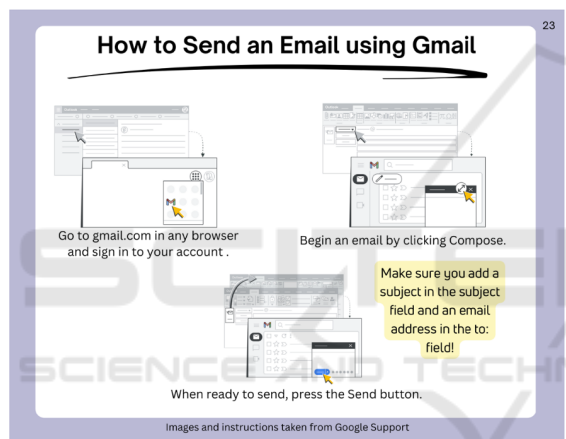 23
How to Send an Email using Gmail
Go to gmail.com in any browser
and sign in to your account .
Begin an email by clicking Compose.
Make sure you add a
subject in the subject
field and an email
address in the to:
field!
When ready to send, press the Send button.
Images and instructions taken from Google Support